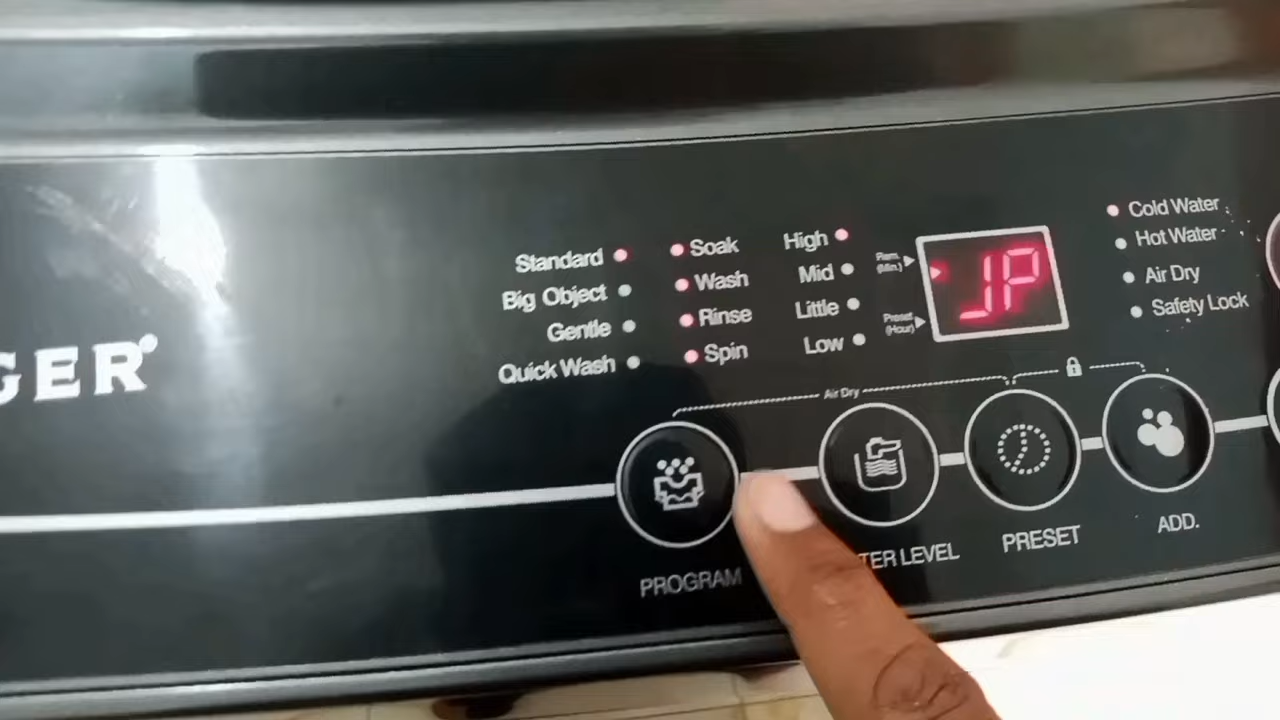 GER
Standard
Big Object
Gentle
Quick Wash
Soak
Wash
Rinse
Spin
High
Mid
Little
Low
Rem.
(Min.)
Preset
(Hour)
JP
Cold Water
Hot Water
Air Dry
Safety Lock
Air Dry
PROGRAM
TER LEVEL
PRESET
ADD.